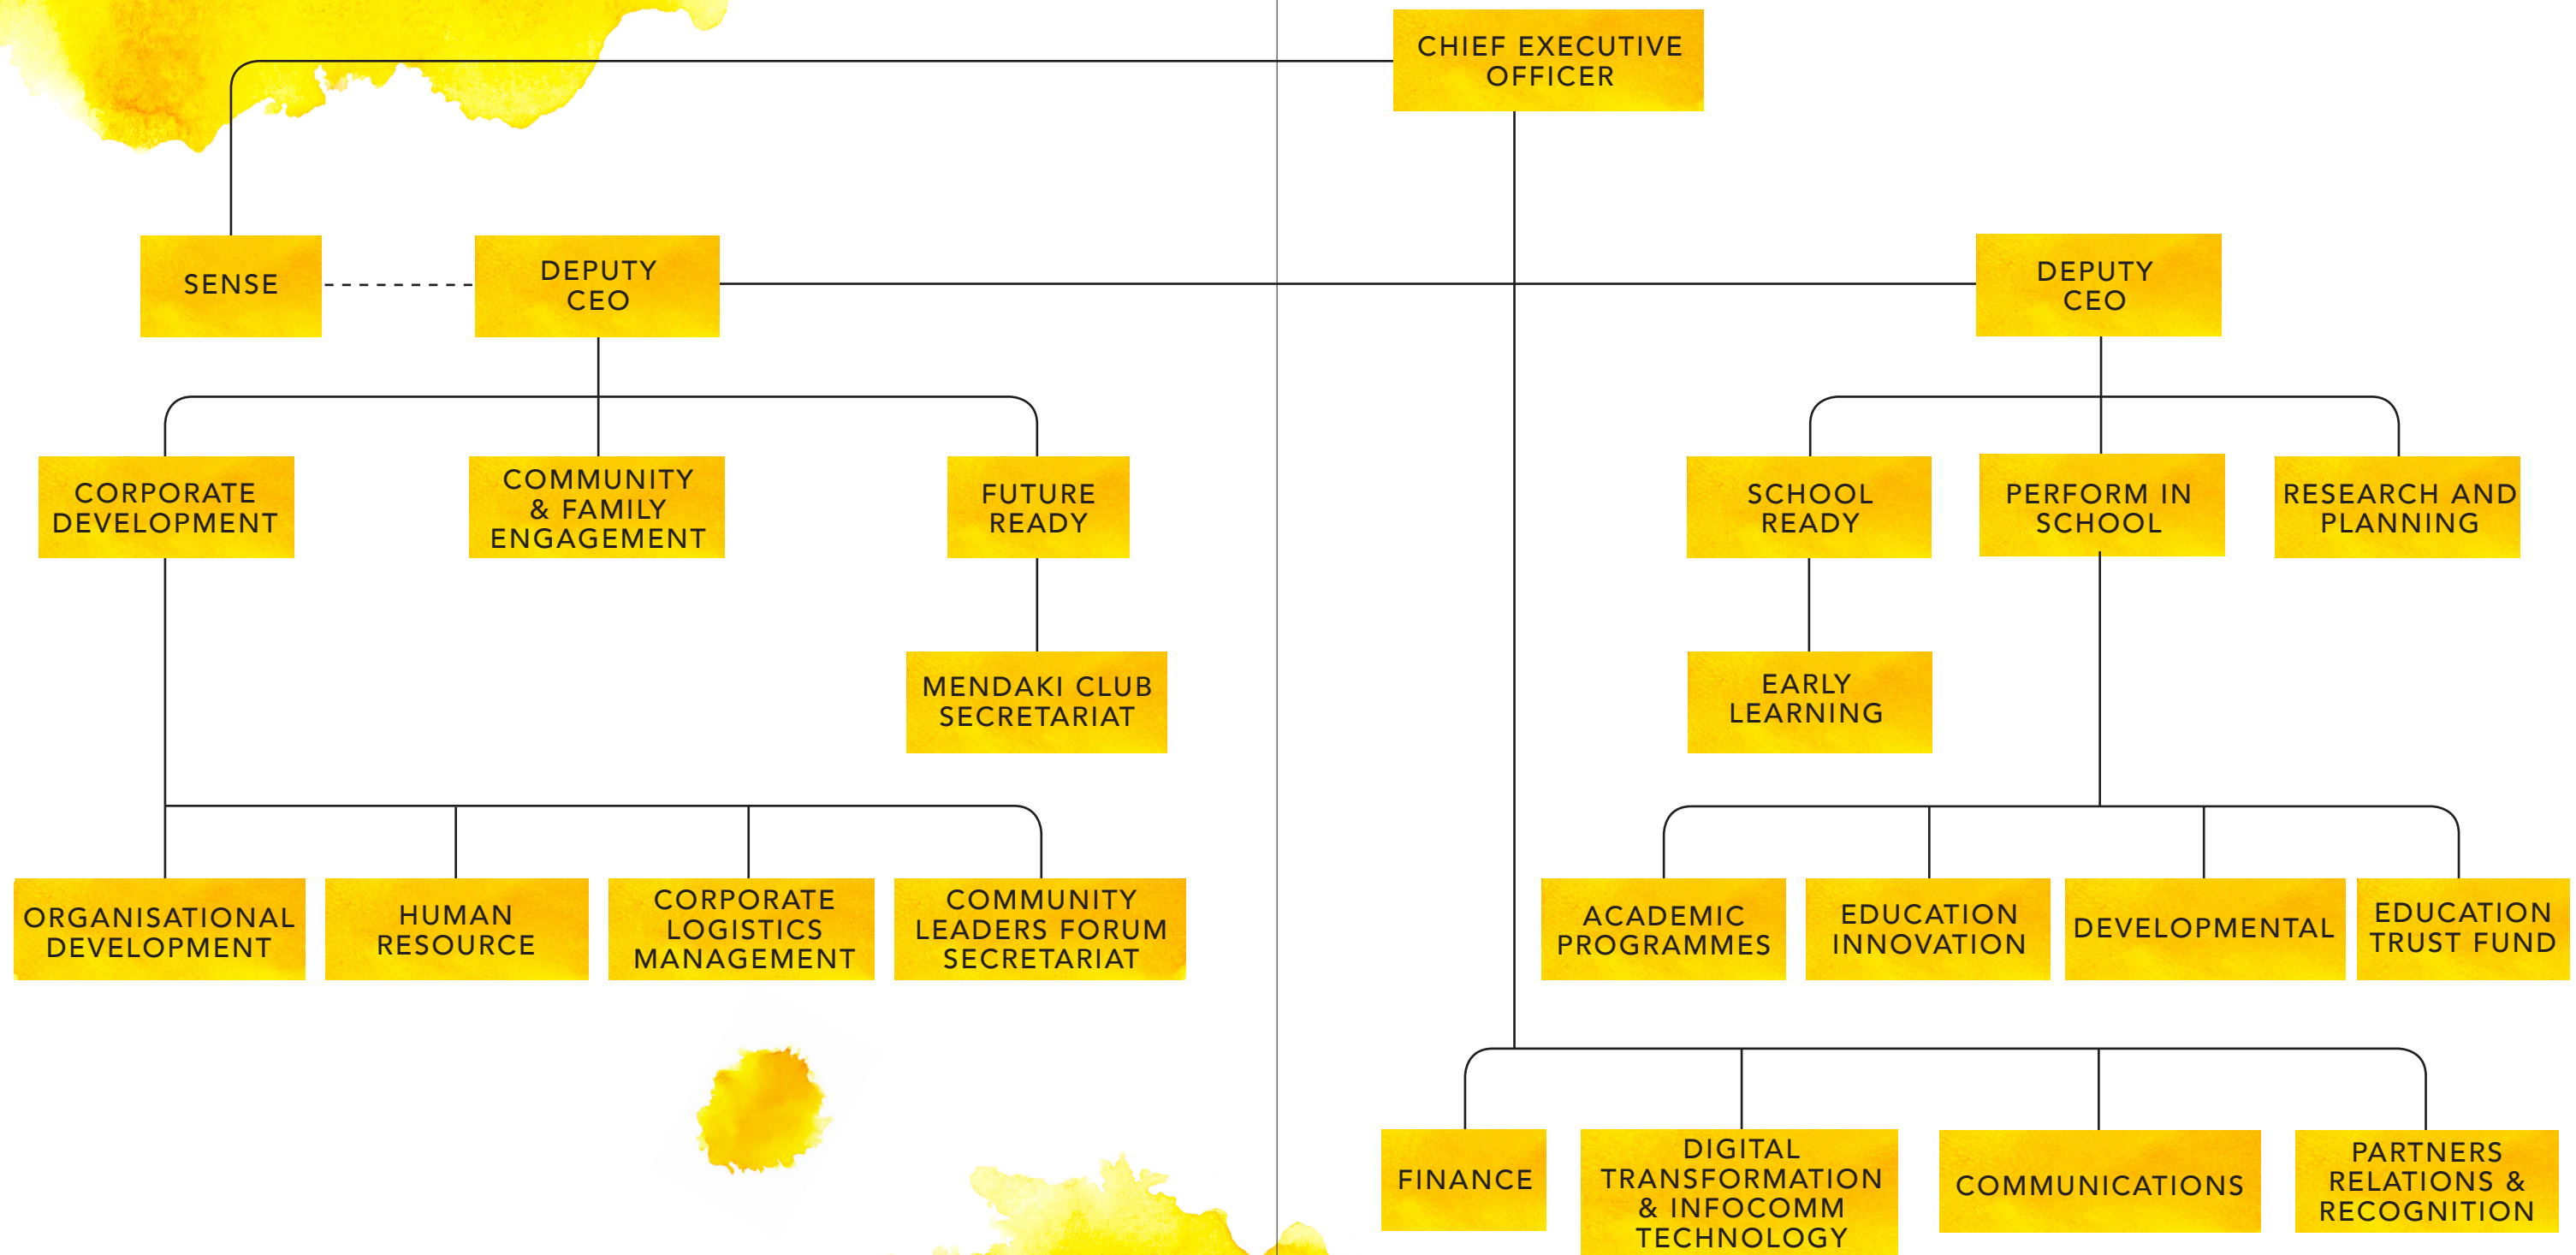 CHIEF EXECUTIVE
OFFICER
SENSE
DEPUTY
CEO
DEPUTY
CEO
CORPORATE
DEVELOPMENT
COMMUNITY
& FAMILY
ENGAGEMENT
FUTURE
READY
SCHOOL
READY
PERFORM IN
SCHOOL
RESEARCH AND
PLANNING
MENDAKI CLUB
SECRETARIAT
EARLY
LEARNING
ORGANISATIONAL
DEVELOPMENT
HUMAN
RESOURCE
CORPORATE
LOGISTICS
MANAGEMENT
COMMUNITY
LEADERS FORUM
SECRETARIAT
ACADEMIC
PROGRAMMES
EDUCATION
INNOVATION
DEVELOPMENTAL
EDUCATION
TRUST FUND
FINANCE
DIGITAL
TRANSFORMATION
& INFOCOMM
TECHNOLOGY
COMMUNICATIONS
PARTNERS
RELATIONS &
RECOGNITION